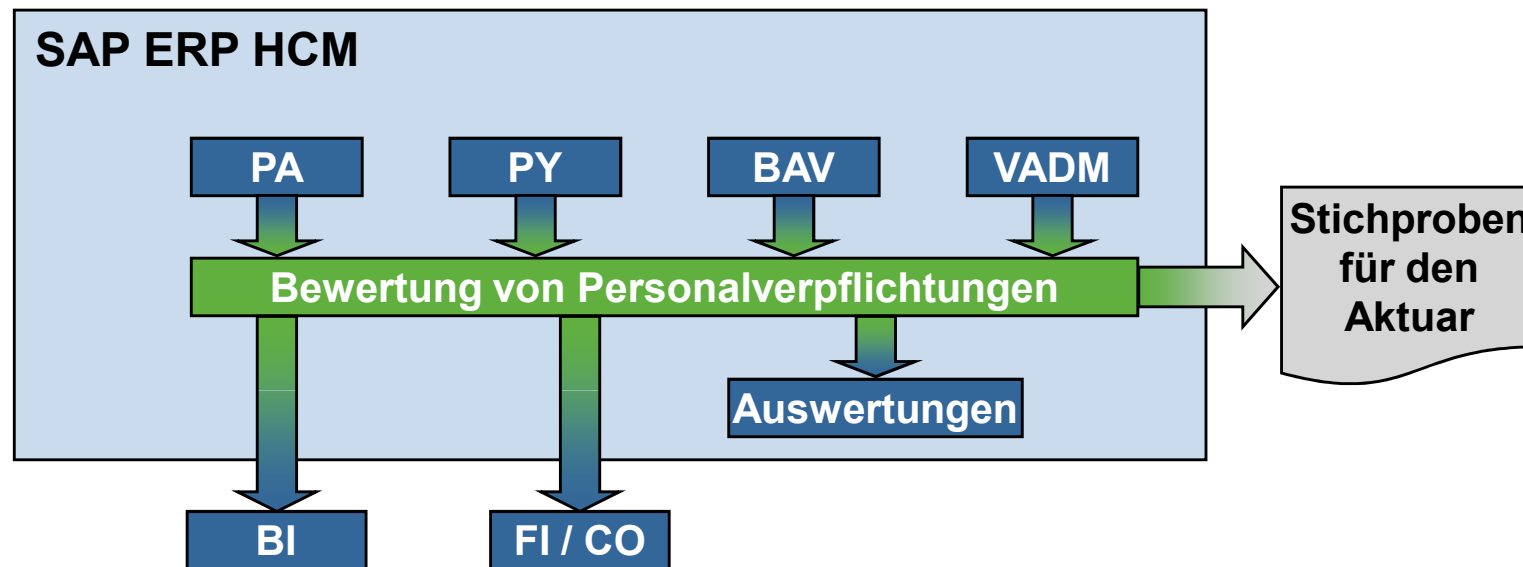 SAP ERP HCM
PA
PY
BAV
VADM
Bewertung von Personalverpflichtungen
Stichproben
für den
Aktuar
Auswertungen
BI
FI / CO